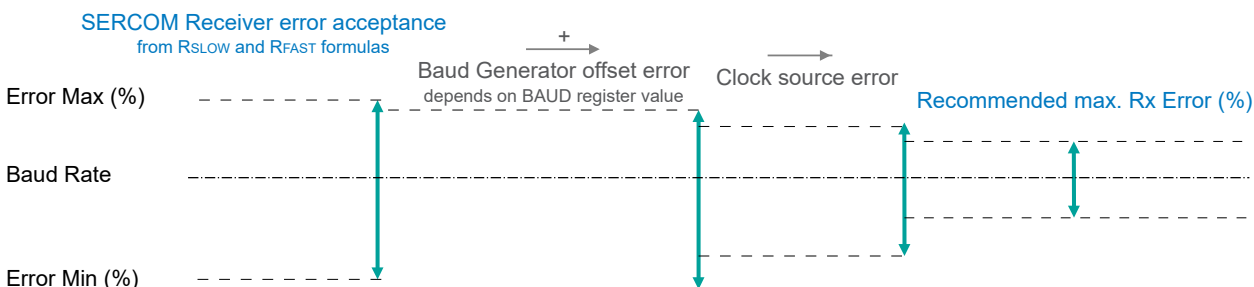 SERCOM Receiver error acceptance
from RSLOW and RFAST formulas
+
Baud Generator offset error
depends on BAUD register value
Clock source error
Recommended max. Rx Error (%)
Error Max (%)
Baud Rate
Error Min (%)